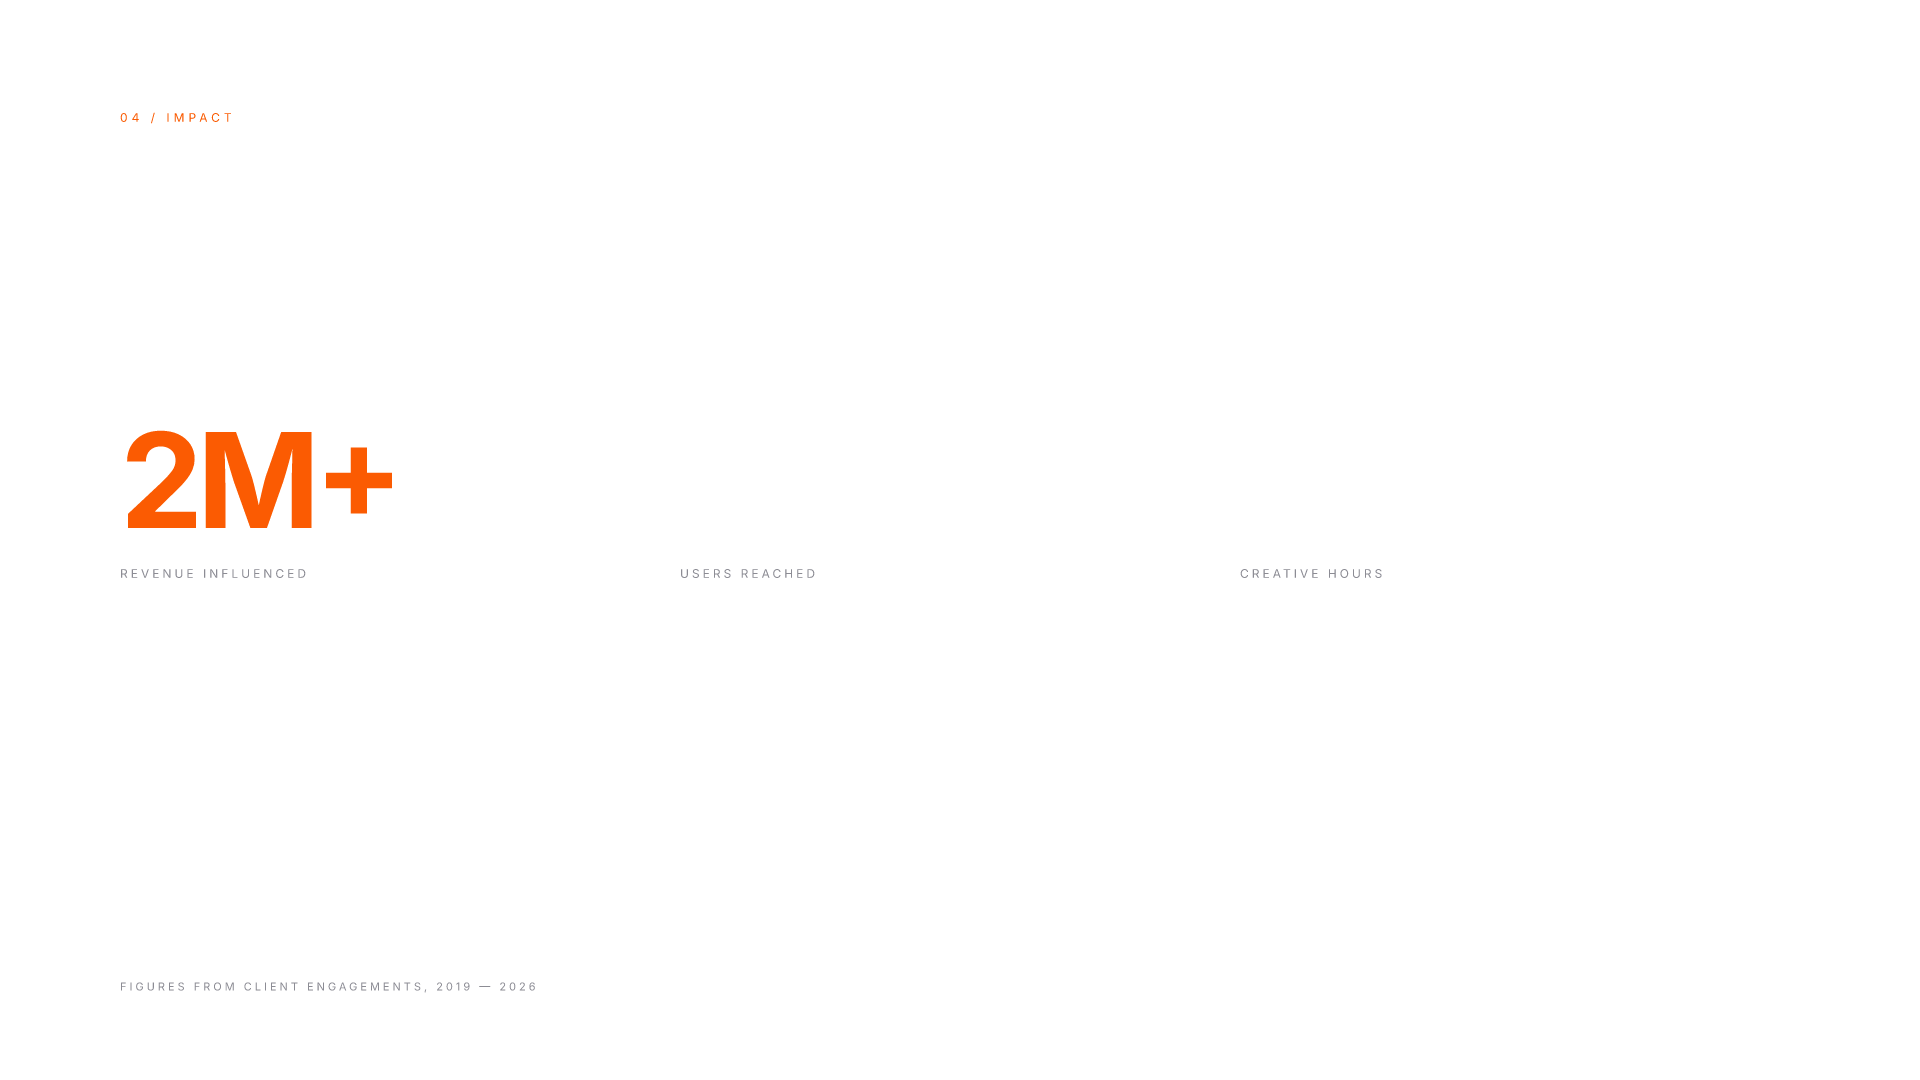 04 / IMPACT
2M+
REVENUE INFLUENCED
USERS REACHED
CREATIVE HOURS
FIGURES FROM CLIENT ENGAGEMENTS, 2019 — 2026